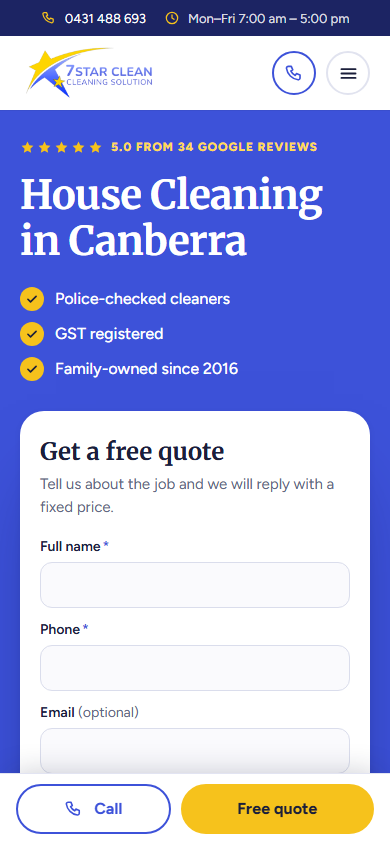 0431 488 693 Mon–Fri 7:00 am – 5:00 pm
7STAR CLEAN
CLEANING SOLUTION
5.0 FROM 34 GOOGLE REVIEWS
House Cleaning
in Canberra
Police-checked cleaners
GST registered
Family-owned since 2016
Get a free quote
Tell us about the job and we will reply with a
fixed price.
Full name *
Phone *
Email (optional)
Call
Free quote